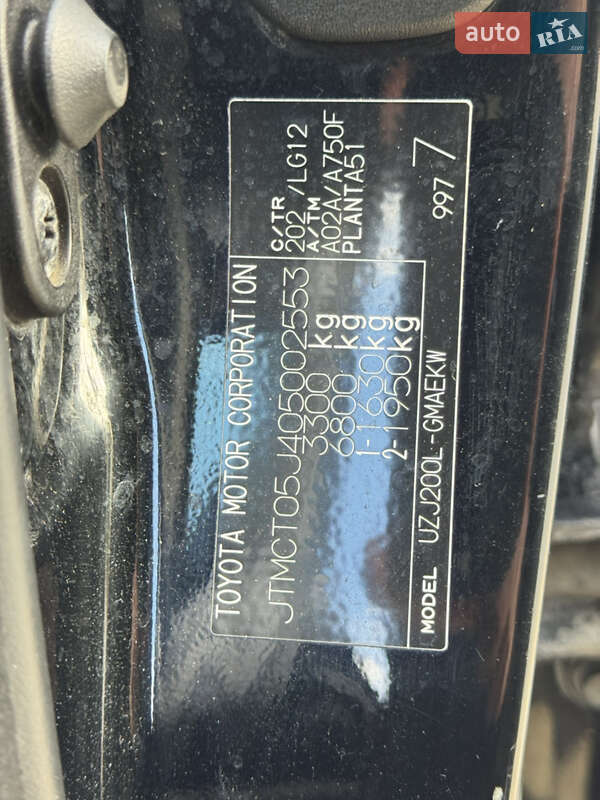 auto RIA .com
TOYOTA MOTOR CORPORATION
JTMCT05J405002553
3300 kg
6800 kg
1-1630kg
2-1950kg
MODEL UZJ200L-GMAEKW
C/TR
202 /LG12
A/TM
A02A/A750F
PLANTA51
997 7